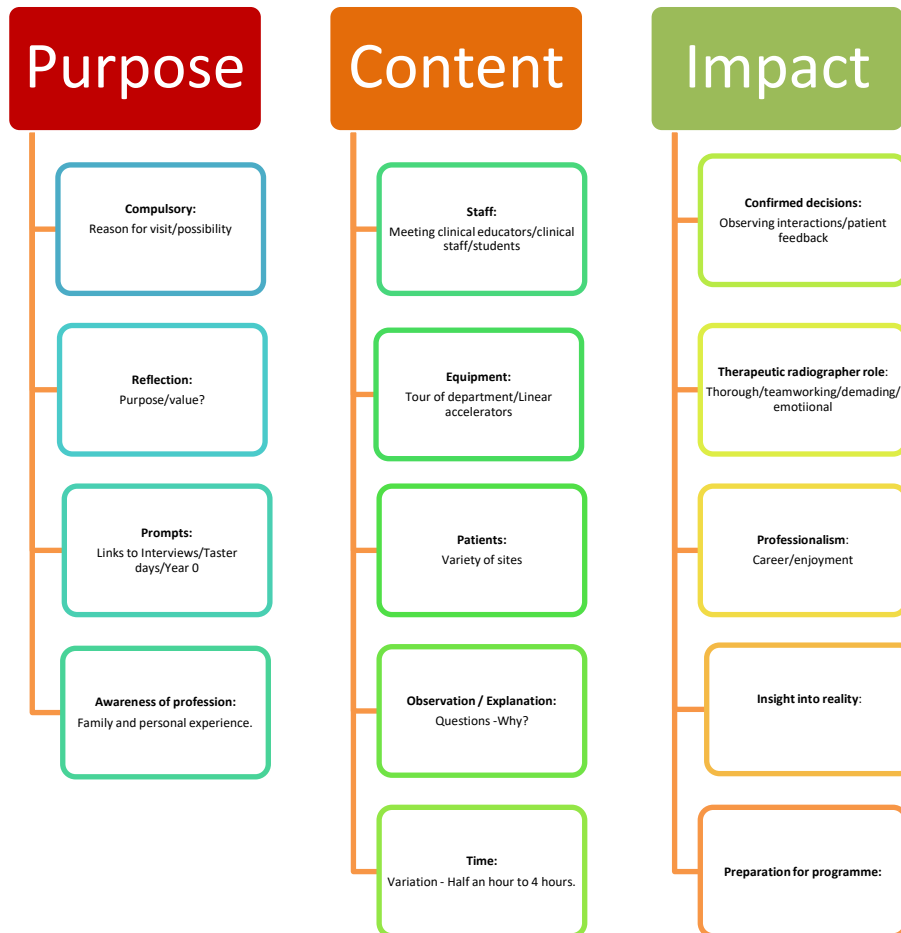 Purpose
Compulsory:
Reason for visit/possibility
Reflection:
Purpose/value?
Prompts:
Links to Interviews/Taster
days/Year 0
Awareness of profession:
Family and personal experience.
Content
Staff:
Meeting clinical educators/clinical
staff/students
Equipment:
Tour of department/Linear
accelerators
Patients:
Variety of sites
Observation / Explanation:
Questions -Why?
Time:
Variation - Half an hour to 4 hours.
Impact
Confirmed decisions:
Observing interactions/patient
feedback
Therapeutic radiographer role:
Thorough/teamworking/demading/
emotiional
Professionalism:
Career/enjoyment
Insight into reality:
Preparation for programme: